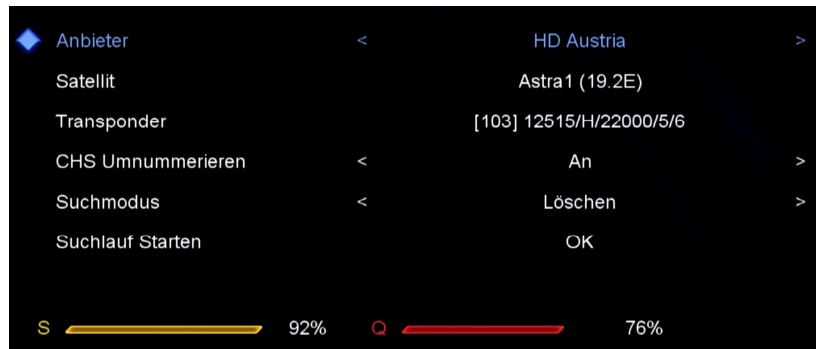 Anbieter < HD Austria >
Satellit Astra1 (19.2E)
Transponder [103] 12515/H/22000/5/6
CHS Umnummerieren < An >
Suchmodus < Löschen >
Suchlauf Starten OK
S 92% Q 76%